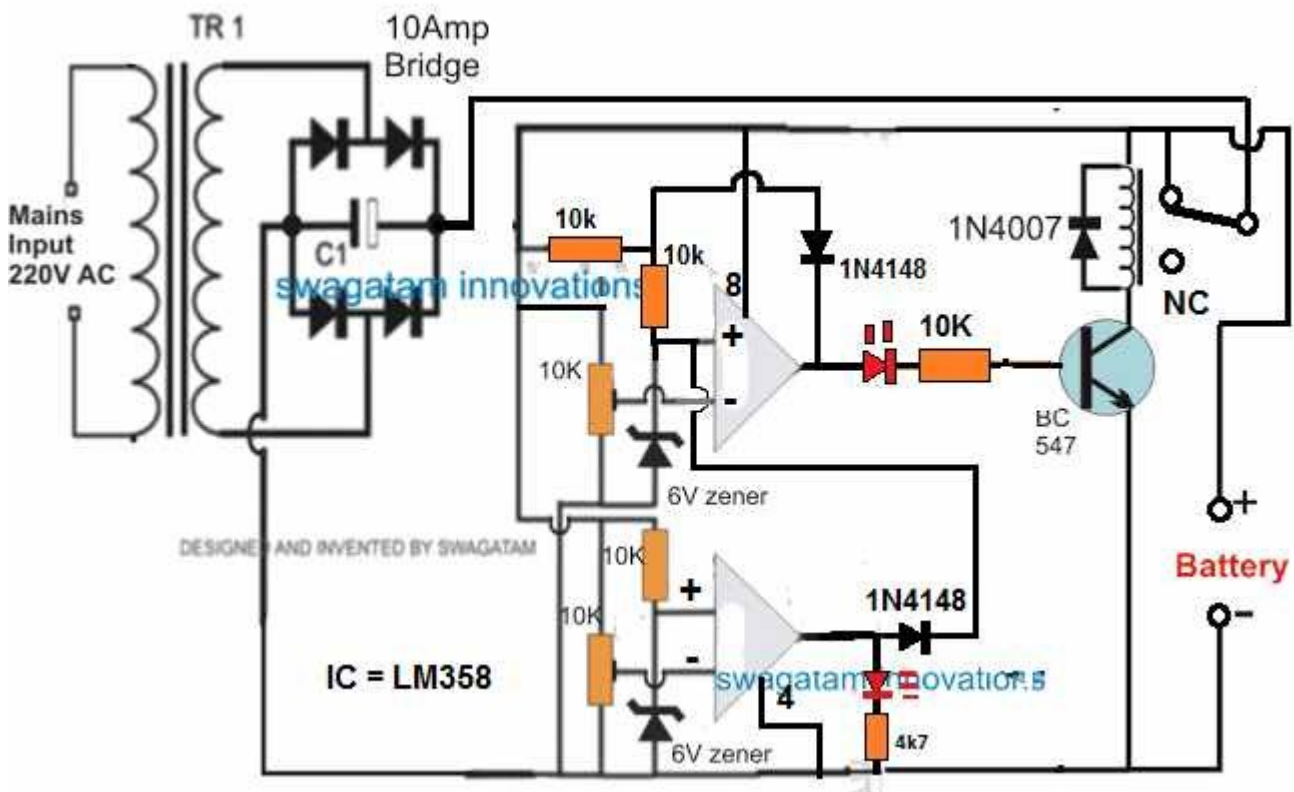 TR 1
10Amp
Bridge
Mains
Input
220V AC
C1
10k
10k
8
1N4148
1N4007
NC
swagatam innovations
+
-
10K
10K
BC
547
6V zener
DESIGNED AND INVENTED BY SWAGATAM
10K
10K
+
-
1N4148
+
Battery
-
IC = LM358
4
swagatam innovations
6V zener
4k7